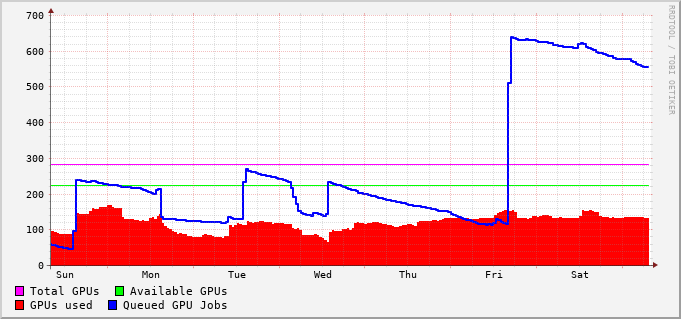 700
600
500
400
300
200
100
0
Sun Mon Tue Wed Thu Fri Sat
Total GPUs Available GPUs
GPUs used Queued GPU Jobs
RRDTOOL / TOBI OETIKER